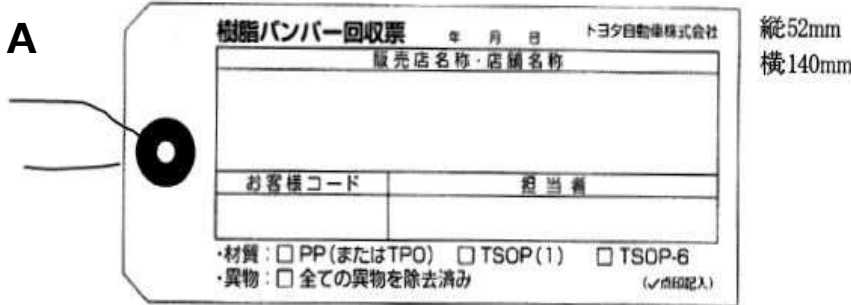 A
樹脂バンパー回収票 年 月 日 トヨタ自動車株式会社
販売店名称・店舗名称
お客様コード 担当者
・材質：□ PP(またはTPO) □ TSOP(1) □ TSOP-6
・異物：□ 全ての異物を除去済み (✓点印記入)
縦52mm
横140mm